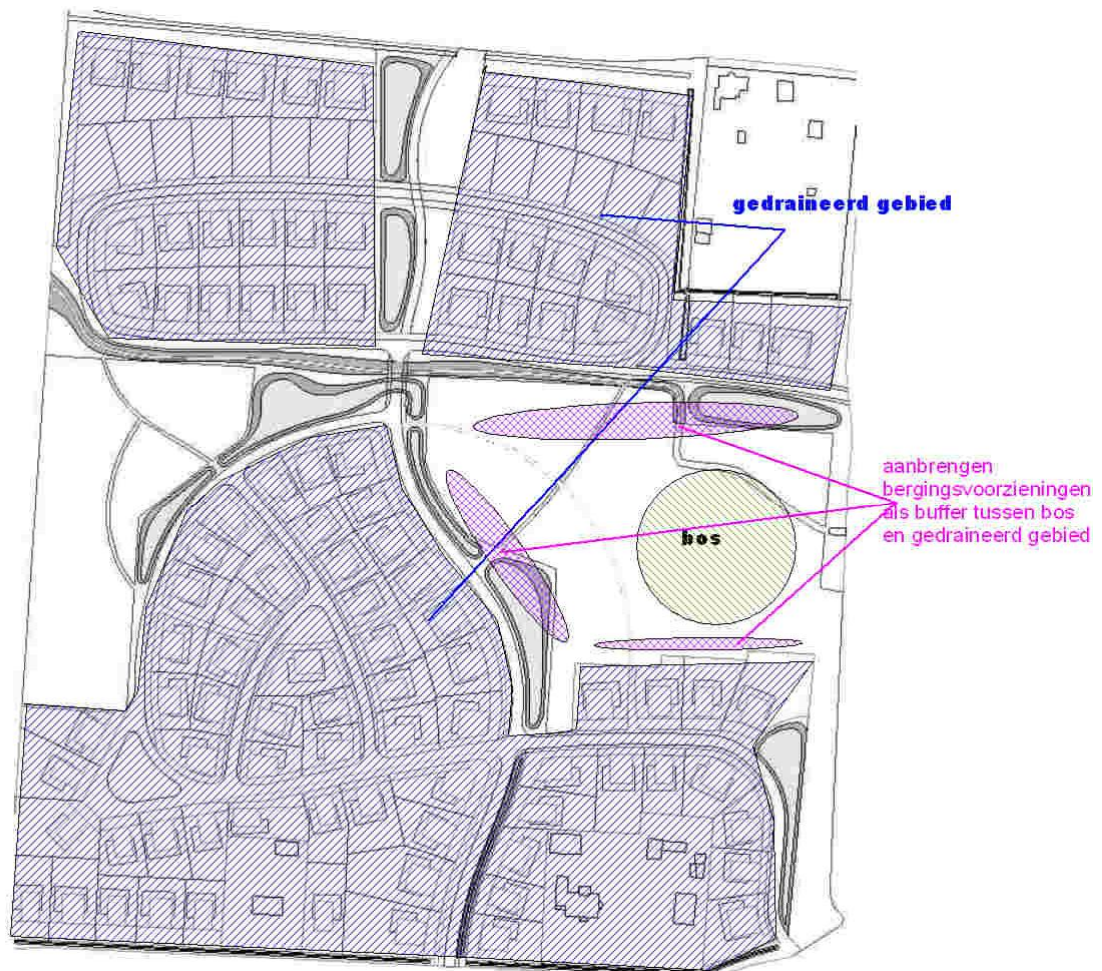 gedraineerd gebied
aanbrengen
bergingsvoorzieningen
als buffer tussen bos
en gedraineerd gebied
bos